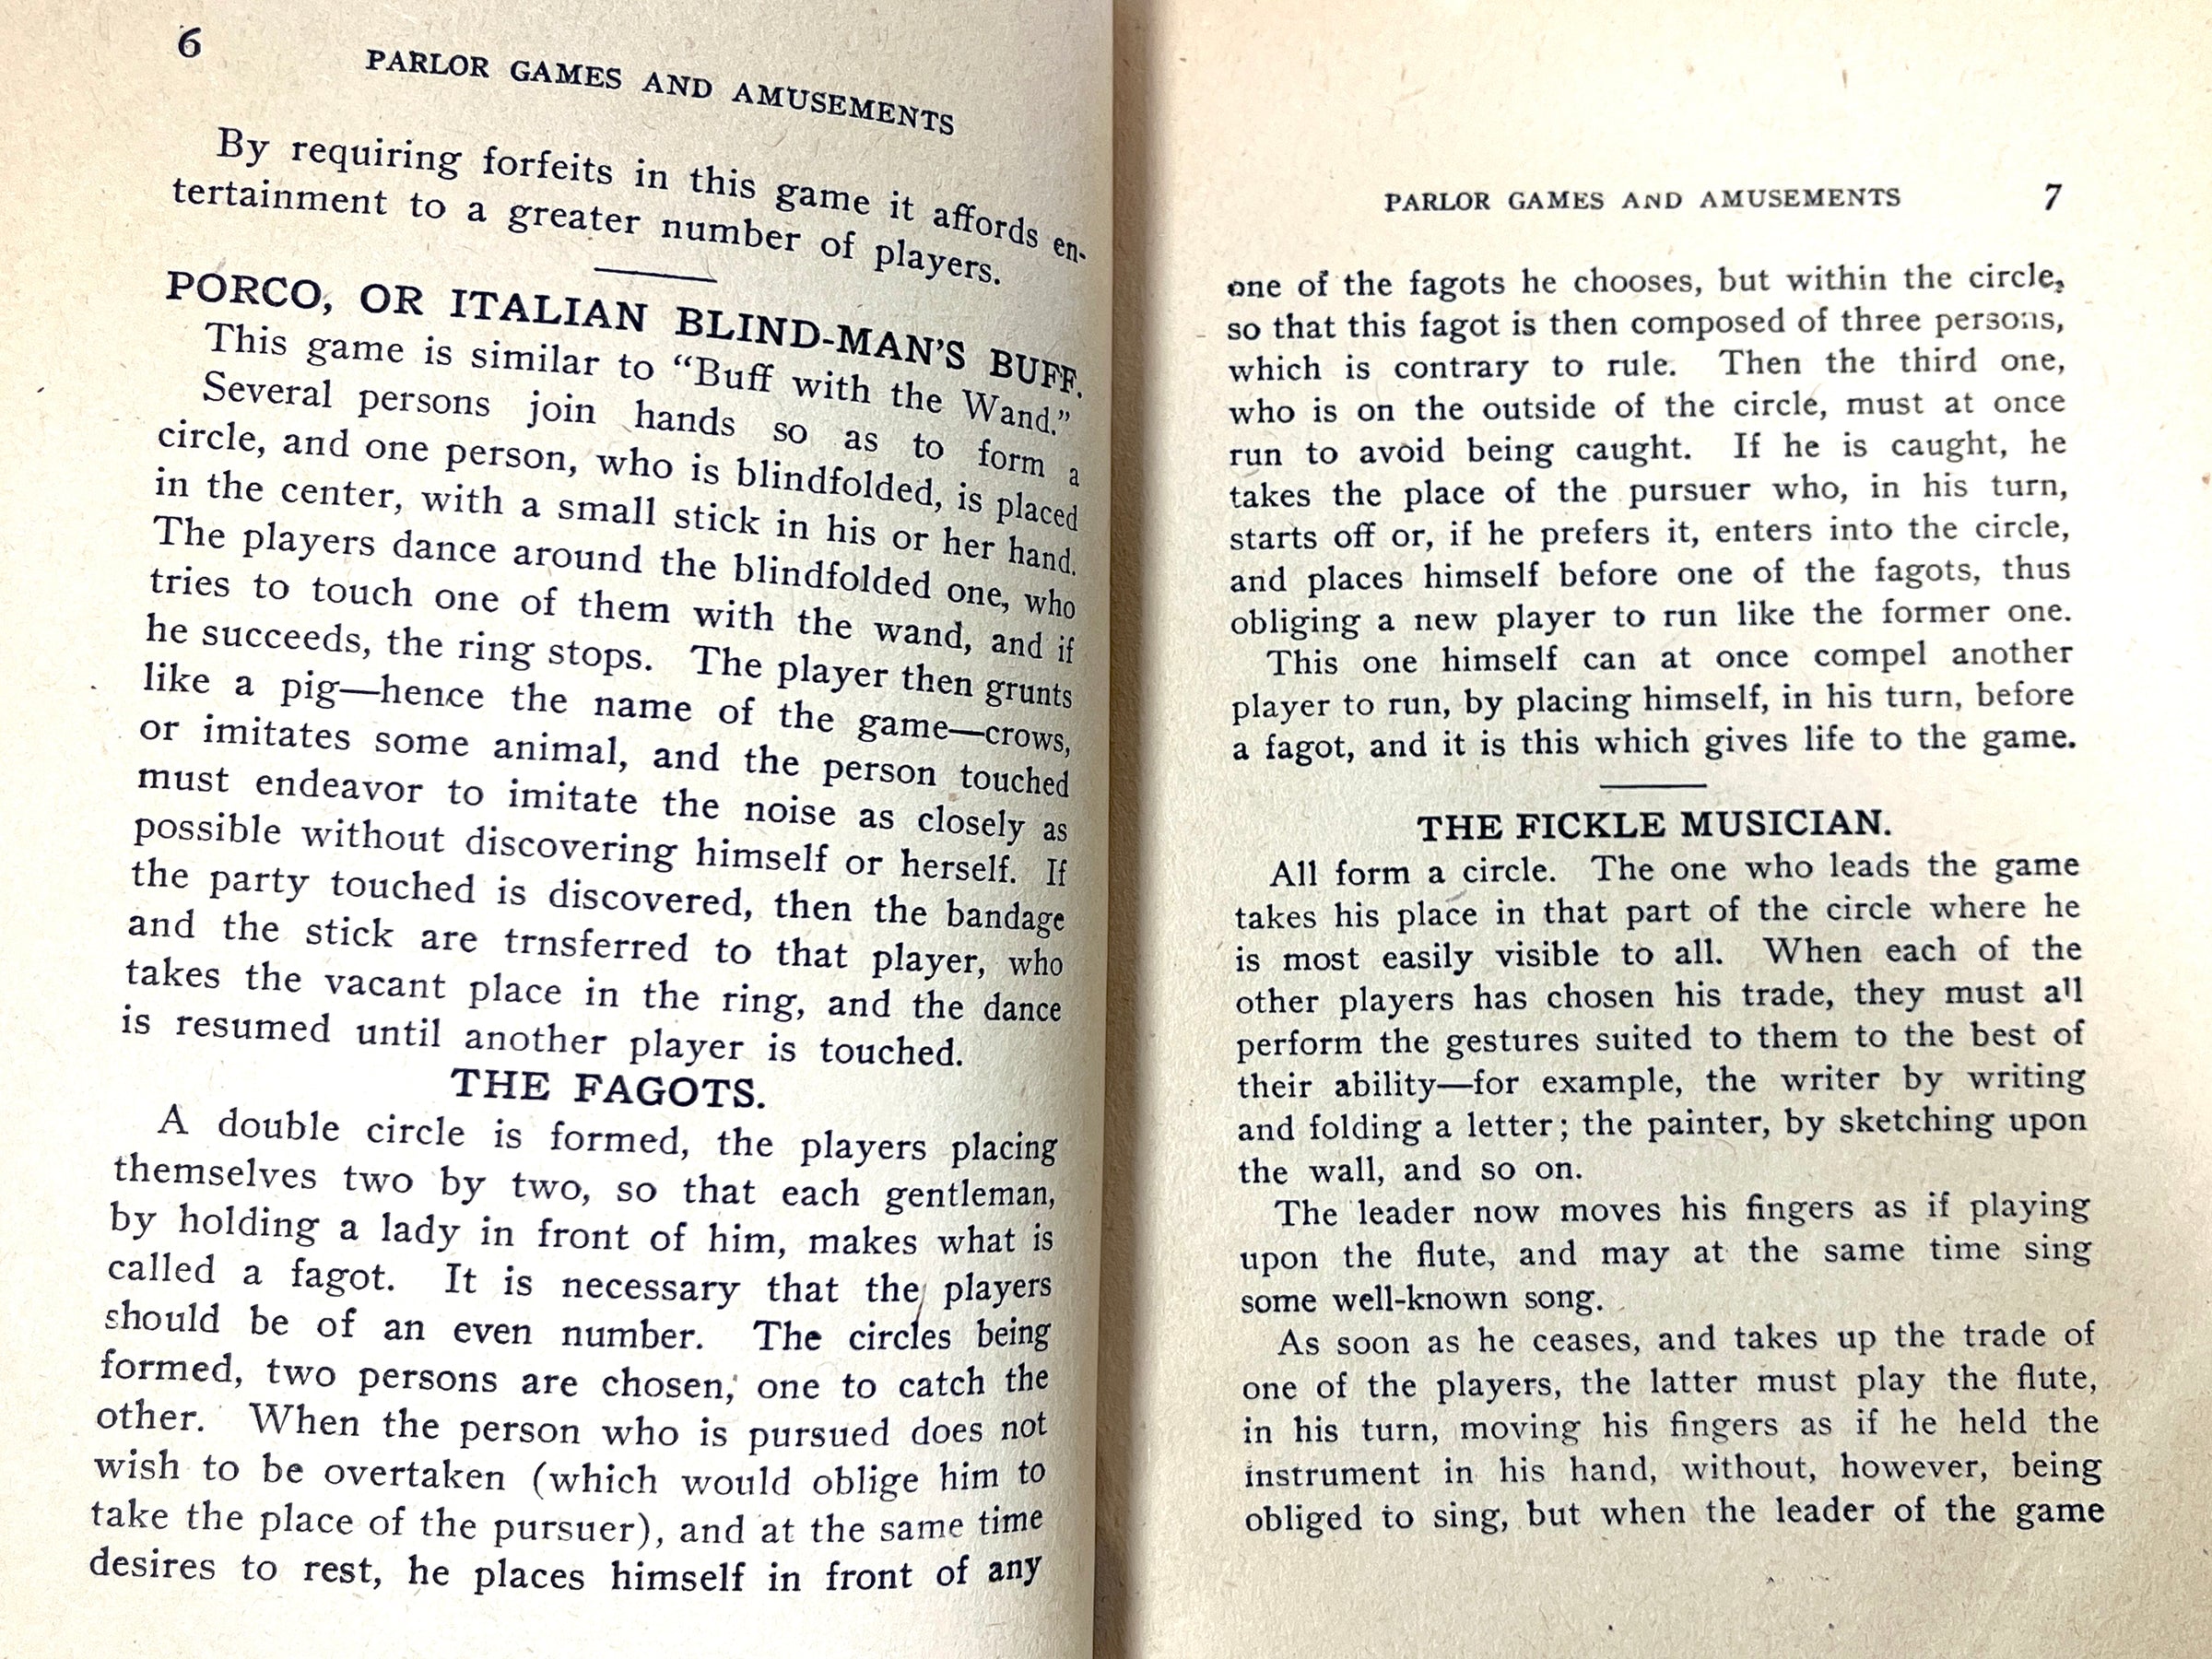 6
PARLOR GAMES AND AMUSEMENTS
By requiring forfeits in this game it affords en-
tertainment to a greater number of players.
PORCO, OR ITALIAN BLIND-MAN'S BUFF.
This game is similar to “Buff with the Wand.”
Several persons join hands so as to form a
circle, and one person, who is blindfolded, is placed
in the center, with a small stick in his or her hand.
The players dance around the blindfolded one, who
tries to touch one of them with the wand, and if
he succeeds, the ring stops. The player then grunts
like a pig—hence the name of the game—crows,
or imitates some animal, and the person touched
must endeavor to imitate the noise as closely as
possible without discovering himself or herself. If
the party touched is discovered, then the bandage
and the stick are trnsferred to that player, who
takes the vacant place in the ring, and the dance
is resumed until another player is touched.
THE FAGOTS.
A double circle is formed, the players placing
themselves two by two, so that each gentleman,
by holding a lady in front of him, makes what is
called a fagot. It is necessary that the players
should be of an even number. The circles being
formed, two persons are chosen, one to catch the
other. When the person who is pursued does not
wish to be overtaken (which would oblige him to
take the place of the pursuer), and at the same time
desires to rest, he places himself in front of any
PARLOR GAMES AND AMUSEMENTS 7
one of the fagots he chooses, but within the circle,
so that this fagot is then composed of three persons,
which is contrary to rule. Then the third one,
who is on the outside of the circle, must at once
run to avoid being caught. If he is caught, he
takes the place of the pursuer who, in his turn,
starts off or, if he prefers it, enters into the circle,
and places himself before one of the fagots, thus
obliging a new player to run like the former one.
This one himself can at once compel another
player to run, by placing himself, in his turn, before
a fagot, and it is this which gives life to the game.
THE FICKLE MUSICIAN.
All form a circle. The one who leads the game
takes his place in that part of the circle where he
is most easily visible to all. When each of the
other players has chosen his trade, they must all
perform the gestures suited to them to the best of
their ability—for example, the writer by writing
and folding a letter; the painter, by sketching upon
the wall, and so on.
The leader now moves his fingers as if playing
upon the flute, and may at the same time sing
some well-known song.
As soon as he ceases, and takes up the trade of
one of the players, the latter must play the flute,
in his turn, moving his fingers as if he held the
instrument in his hand, without, however, being
obliged to sing, but when the leader of the game